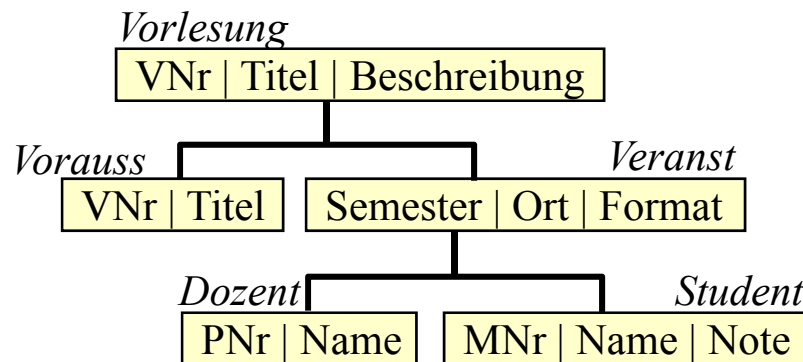 Vorlesung
VNr | Titel | Beschreibung
Vorauss
Veranst
VNr | Titel
Semester | Ort | Format
Dozent
Student
PNr | Name
MNr | Name | Note